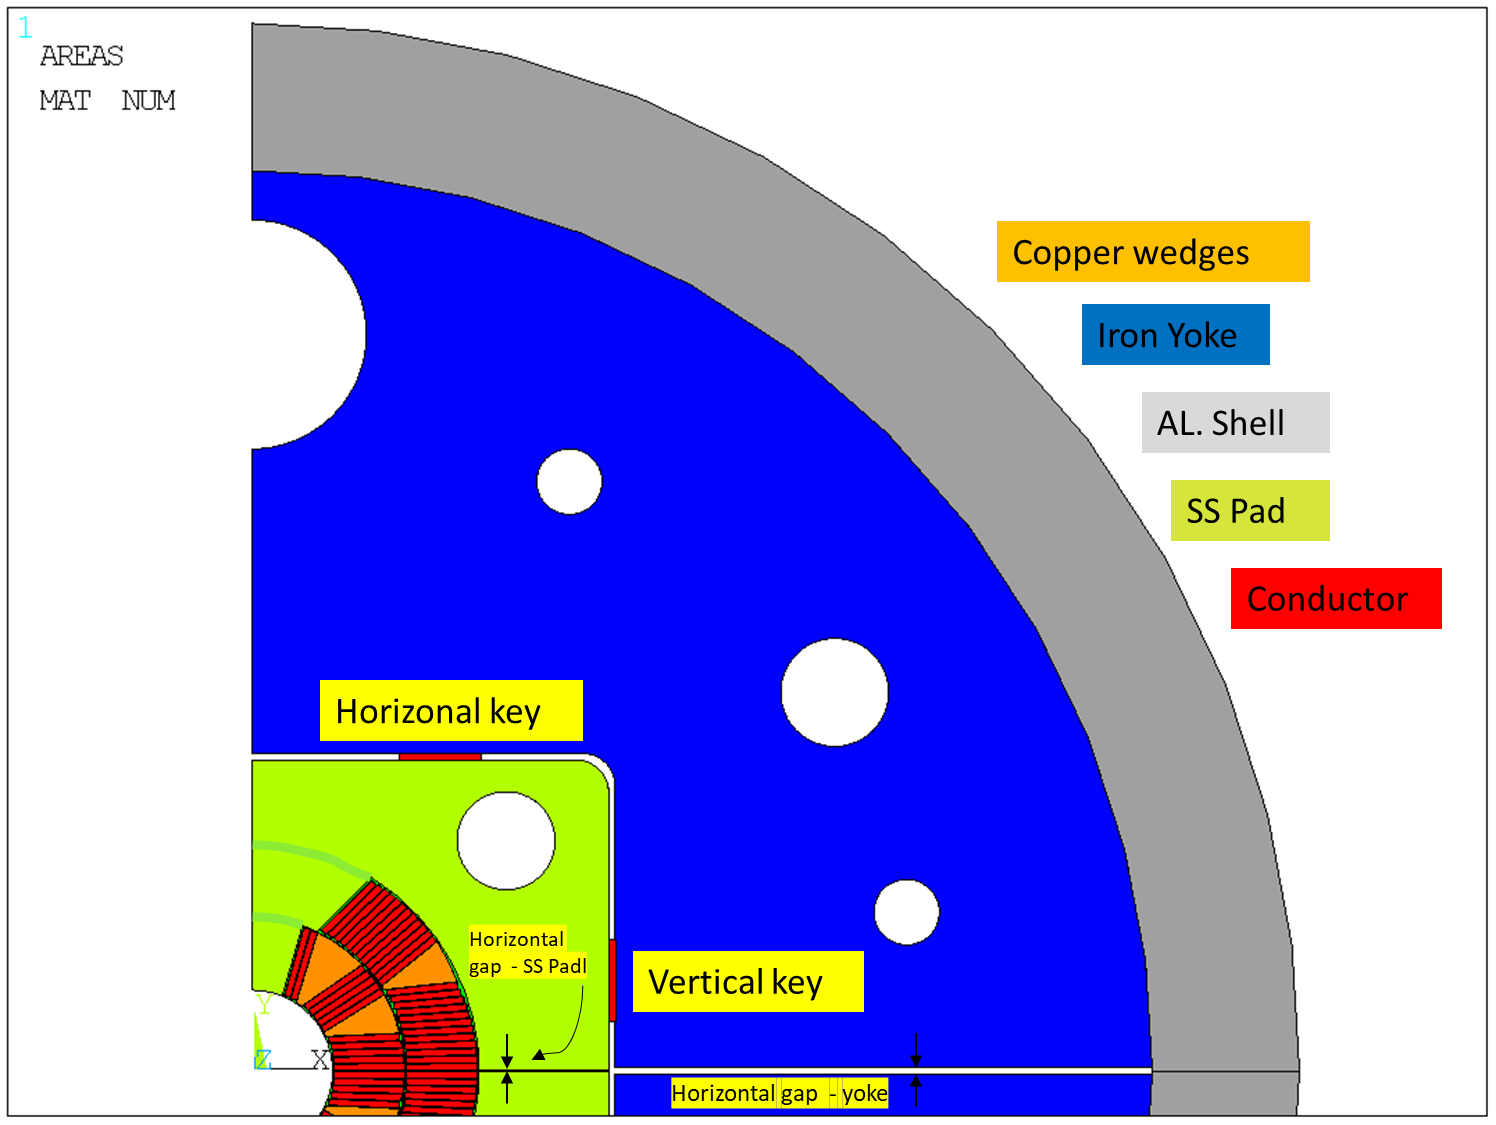 1
AREAS
MAT NUM
Copper wedges
Iron Yoke
AL. Shell
SS Pad
Conductor
Horizonal key
Horizontal
gap - SS Padl
Vertical key
Y
Z X
Horizontal gap - yoke